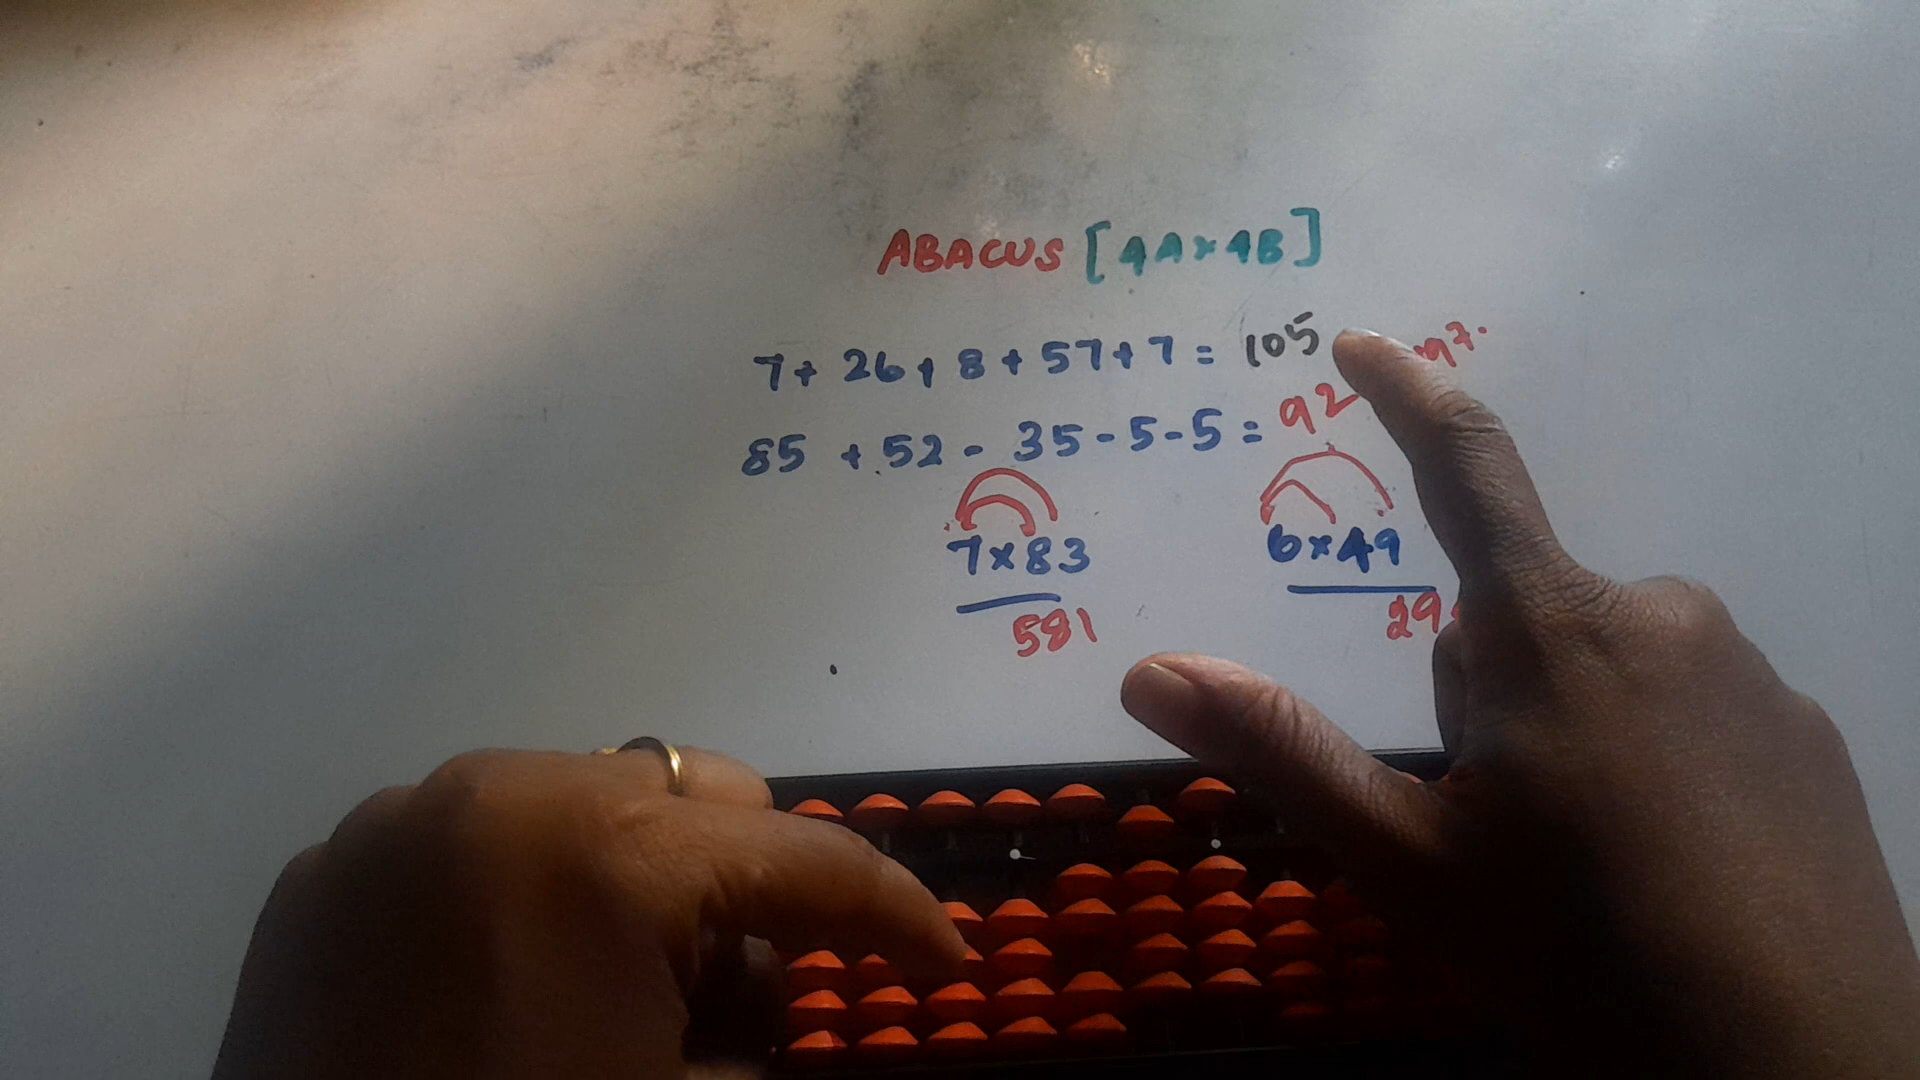 ABACUS [4A×4B]
7+ 26+ 8+57+7= 105
85 + 52 - 35-5-5= 92
7×83 6×49
581 29